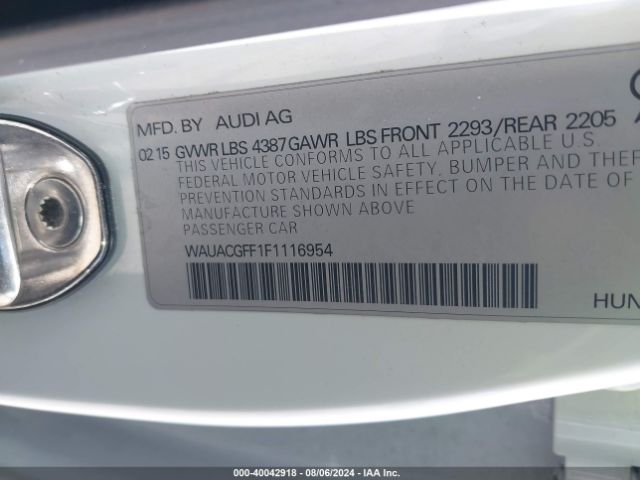 MFD. BY AUDI AG
02 15 GVWR LBS 4387 GAWR LBS FRONT 2293/REAR 2205
THIS VEHICLE CONFORMS TO ALL APPLICABLE U.S.
FEDERAL MOTOR VEHICLE SAFETY, BUMPER AND THEF
PREVENTION STANDARDS IN EFFECT ON THE DATE OF
MANUFACTURE SHOWN ABOVE
PASSENGER CAR
WAUACGFF1F1116954
HUN
000-40042918 - 08/06/2024 - IAA Inc.